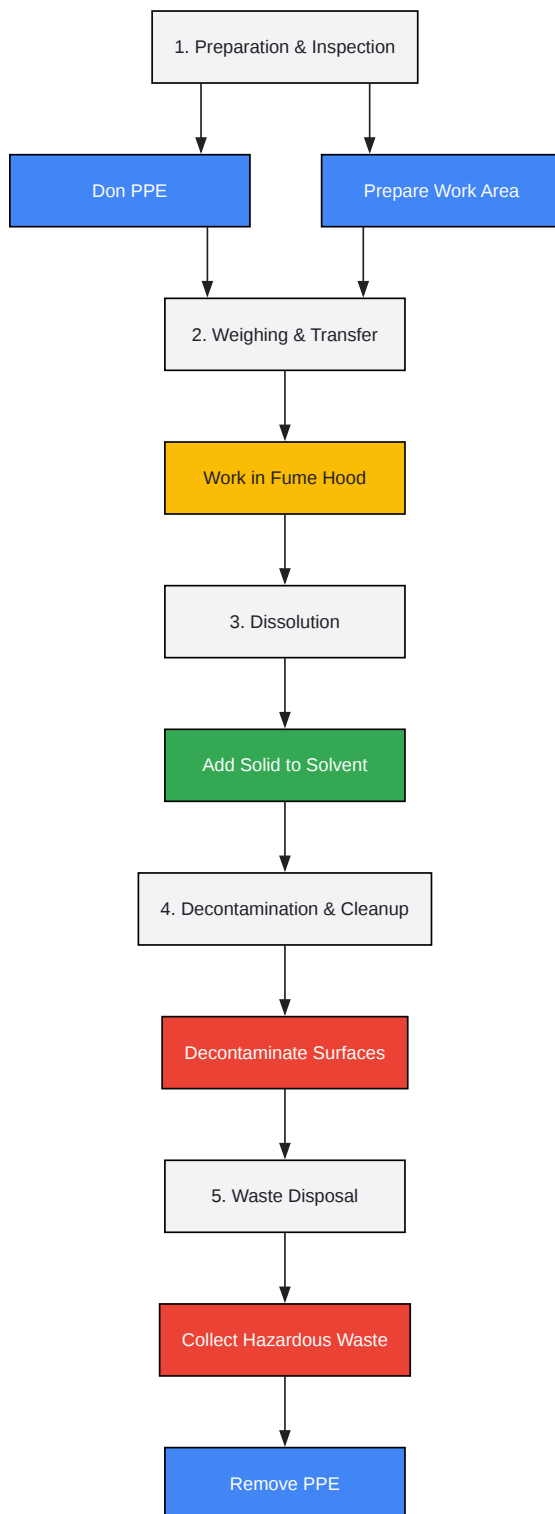 1. Preparation & Inspection
Don PPE
Prepare Work Area
2. Weighing & Transfer
Work in Fume Hood
3. Dissolution
Add Solid to Solvent
4. Decontamination & Cleanup
Decontaminate Surfaces
5. Waste Disposal
Collect Hazardous Waste
Remove PPE